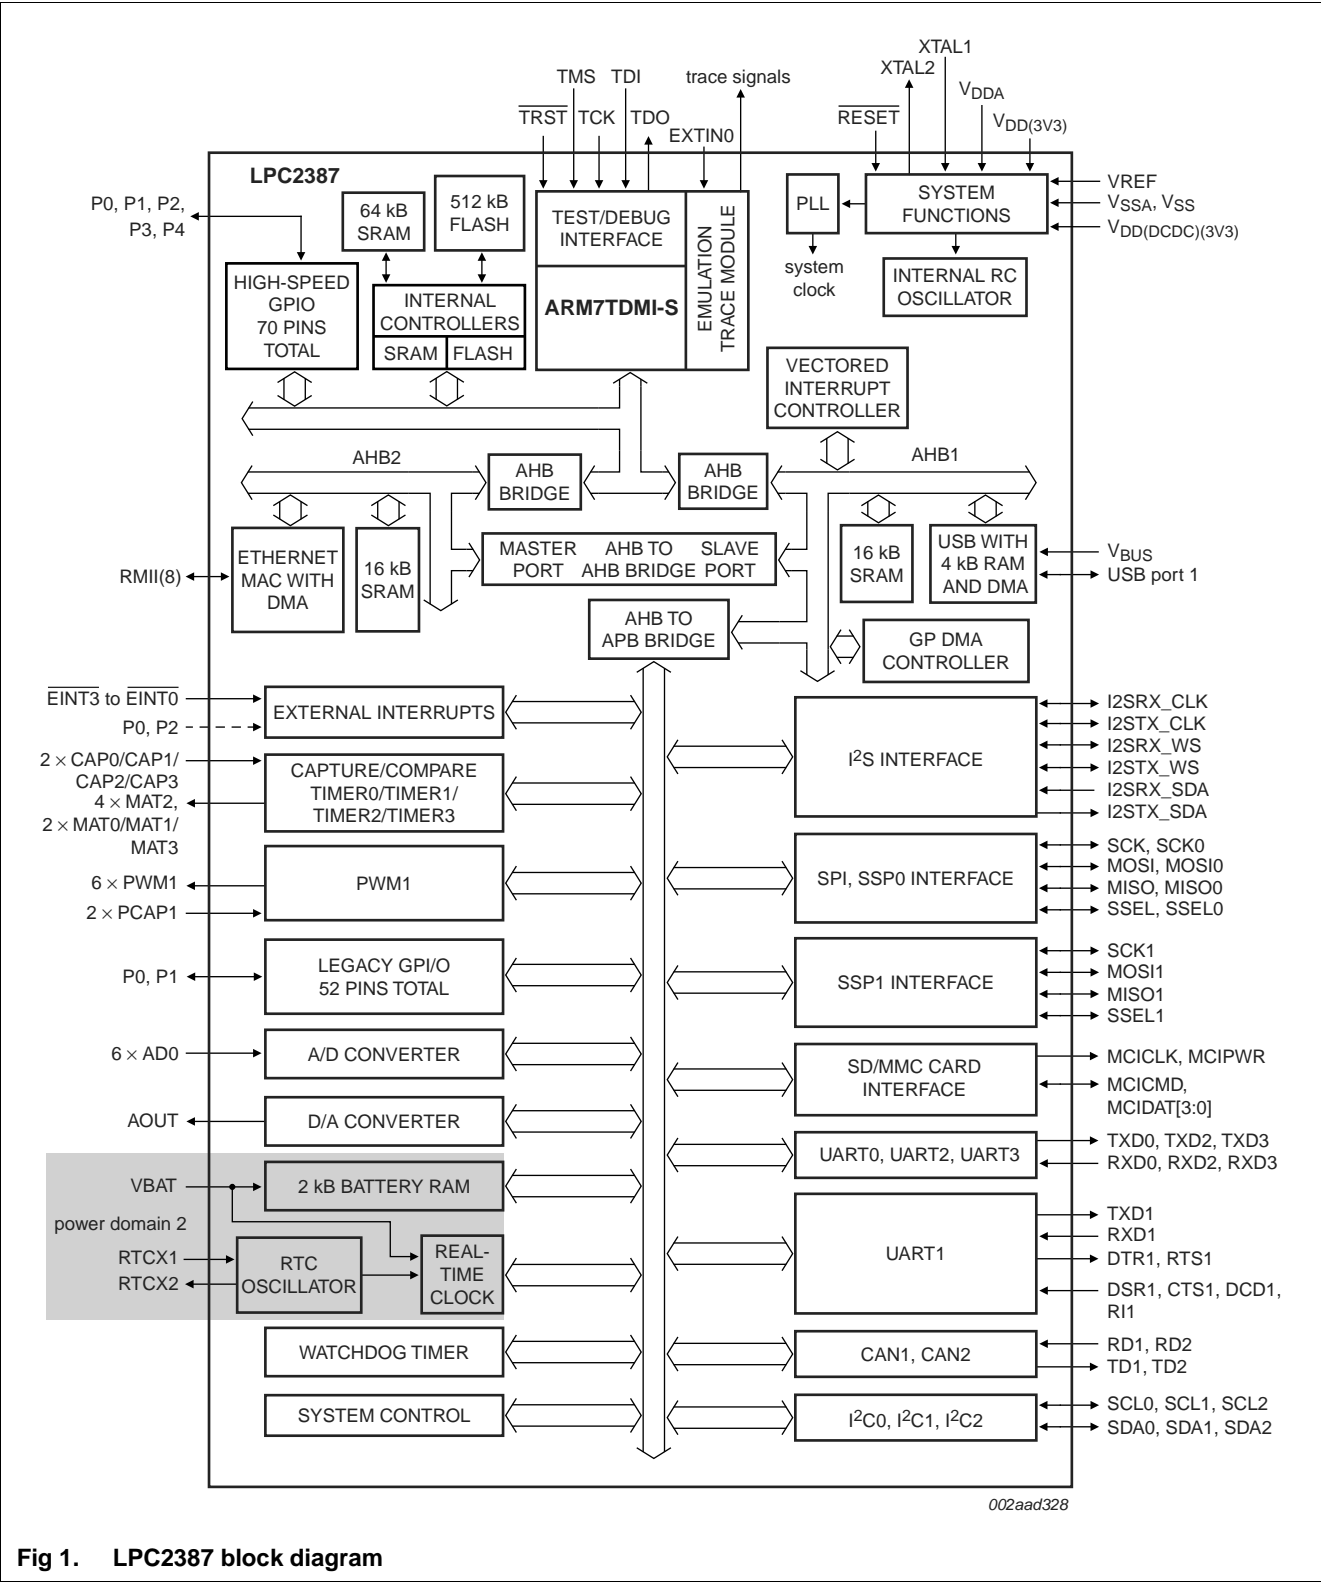 XTAL1
XTAL2
TMS TDI trace signals
VDDA
TRST TCK TDO
RESET
VDD(3V3)
EXTIN0
LPC2387
P0, P1, P2,
P3, P4
64 kB
SRAM
512 kB
FLASH
TEST/DEBUG
INTERFACE
EMULATION
TRACE MODULE
PLL
SYSTEM
FUNCTIONS
VREF
VSSA, VSS
VDD(DCDC)(3V3)
system
clock
INTERNAL RC
OSCILLATOR
HIGH-SPEED
GPIO
70 PINS
TOTAL
INTERNAL
CONTROLLERS
SRAM FLASH
ARM7TDMI-S
VECTORED
INTERRUPT
CONTROLLER
AHB2
AHB
BRIDGE
AHB
BRIDGE
AHB1
RMII(8)
ETHERNET
MAC WITH
DMA
16 kB
SRAM
MASTER
PORT
AHB TO
AHB BRIDGE
SLAVE
PORT
16 kB
SRAM
USB WITH
4 kB RAM
AND DMA
VBUS
USB port 1
AHB TO
APB BRIDGE
GP DMA
CONTROLLER
EINT3 to EINT0
P0, P2
EXTERNAL INTERRUPTS
2 × CAP0/CAP1/
CAP2/CAP3
4 × MAT2,
2 × MAT0/MAT1/
MAT3
CAPTURE/COMPARE
TIMER0/TIMER1/
TIMER2/TIMER3
6 × PWM1
2 × PCAP1
PWM1
P0, P1
LEGACY GPI/O
52 PINS TOTAL
6 × AD0
A/D CONVERTER
AOUT
D/A CONVERTER
VBAT
2 kB BATTERY RAM
power domain 2
RTCX1
RTCX2
RTC
OSCILLATOR
REAL-
TIME
CLOCK
WATCHDOG TIMER
SYSTEM CONTROL
I2S INTERFACE
I2SRX_CLK
I2STX_CLK
I2SRX_WS
I2STX_WS
I2SRX_SDA
I2STX_SDA
SPI, SSP0 INTERFACE
SCK, SCK0
MOSI, MOSI0
MISO, MISO0
SSEL, SSEL0
SSP1 INTERFACE
SCK1
MOSI1
MISO1
SSEL1
SD/MMC CARD
INTERFACE
MCICLK, MCIPWR
MCICMD,
MCIDAT[3:0]
UART0, UART2, UART3
TXD0, TXD2, TXD3
RXD0, RXD2, RXD3
UART1
TXD1
RXD1
DTR1, RTS1
DSR1, CTS1, DCD1,
RI1
CAN1, CAN2
RD1, RD2
TD1, TD2
I2C0, I2C1, I2C2
SCL0, SCL1, SCL2
SDA0, SDA1, SDA2
002aad328
Fig 1. LPC2387 block diagram